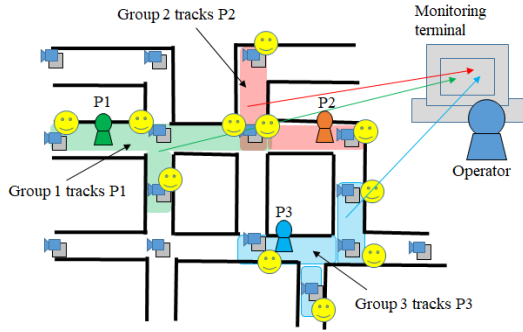 Group 2 tracks P2
Monitoring
terminal
P1
P2
Operator
Group 1 tracks P1
P3
Group 3 tracks P3